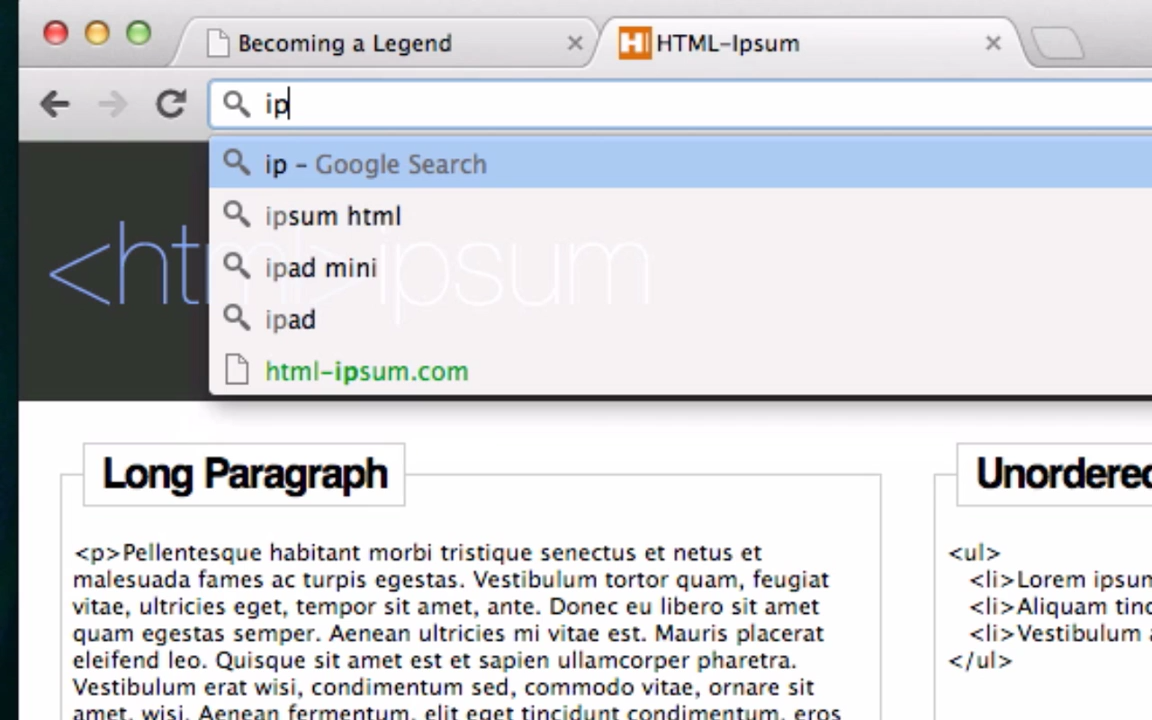 Becoming a Legend
HTML-Ipsum
ip
ip – Google Search
ipsum html
ipad mini
ipad
html-ipsum.com
<html>ipsum
Long Paragraph
<p>Pellentesque habitant morbi tristique senectus et netus et
malesuada fames ac turpis egestas. Vestibulum tortor quam, feugiat
vitae, ultricies eget, tempor sit amet, ante. Donec eu libero sit amet
quam egestas semper. Aenean ultricies mi vitae est. Mauris placerat
eleifend leo. Quisque sit amet est et sapien ullamcorper pharetra.
Vestibulum erat wisi, condimentum sed, commodo vitae, ornare sit
amet, wisi. Aenean fermentum, elit eget tincidunt condimentum, eros
Unordered
<ul>
<li>Lorem ipsum
<li>Aliquam tinc
<li>Vestibulum a
</ul>